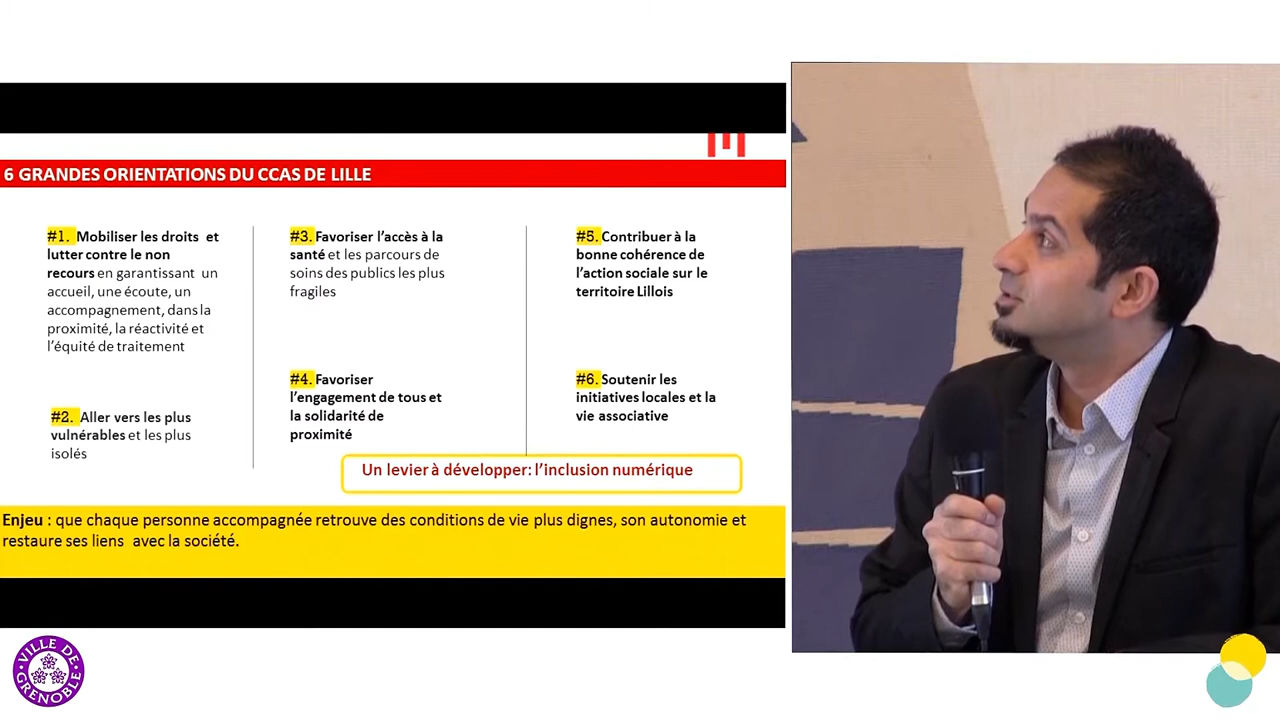 6 GRANDES ORIENTATIONS DU CCAS DE LILLE
#1. Mobiliser les droits et
lutter contre le non
recours en garantissant un
accueil, une écoute, un
accompagnement, dans la
proximité, la réactivité et
l'équité de traitement
#2. Aller vers les plus
vulnérables et les plus
isolés
#3. Favoriser l'accès à la
santé et les parcours de
soins des publics les plus
fragiles
#4. Favoriser
l'engagement de tous et
la solidarité de
proximité
#5. Contribuer à la
bonne cohérence de
l'action sociale sur le
territoire Lillois
#6. Soutenir les
initiatives locales et la
vie associative
Un levier à développer: l'inclusion numérique
Enjeu : que chaque personne accompagnée retrouve des conditions de vie plus dignes, son autonomie et
restaure ses liens avec la société.
VILLE DE
GRENOBLE